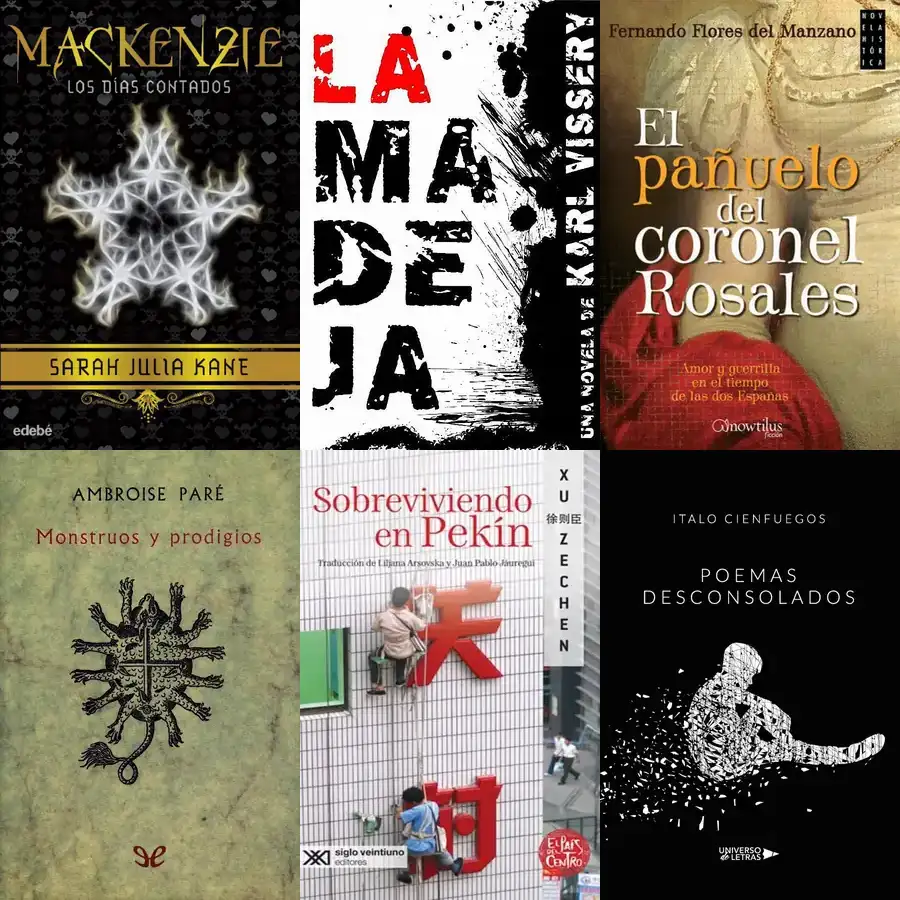 MACKENZIE
LOS DÍAS CONTADOS
SARAH JULIA KANE
edebé
LA
MA
DE
JA
UNA NOVELA DE KARL VISSERY
Fernando Flores del Manzano
NOVELA
HISTÓRICA
El
pañuelo
del
coronel
Rosales
Amor y guerrilla
en el tiempo
de las dos Españas
nowtilus
ficción
AMBROISE PARÉ
Monstruos y prodigios
Sobreviviendo
en Pekín
Traducción de Liljana Arsovska y Juan Pablo Jáuregui
XU
徐则臣
ZECHEN
siglo veintiuno
editores
EL PAÍS
DEL
CENTRO
ITALO CIENFUEGOS
POEMAS
DESCONSOLADOS
UNIVERSO
de LETRAS